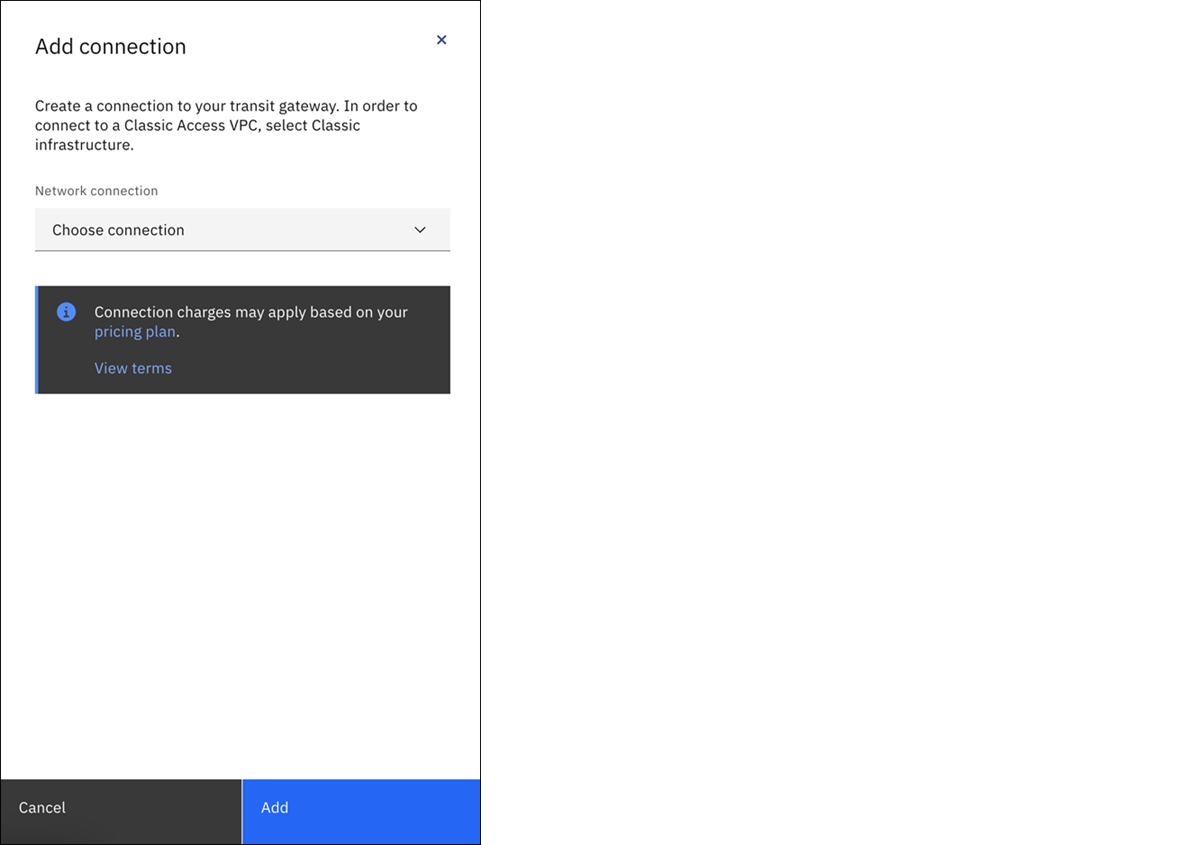 Add connection
Create a connection to your transit gateway. In order to
connect to a Classic Access VPC, select Classic
infrastructure.
Network connection
Choose connection
Connection charges may apply based on your
pricing plan.
View terms
Cancel
Add